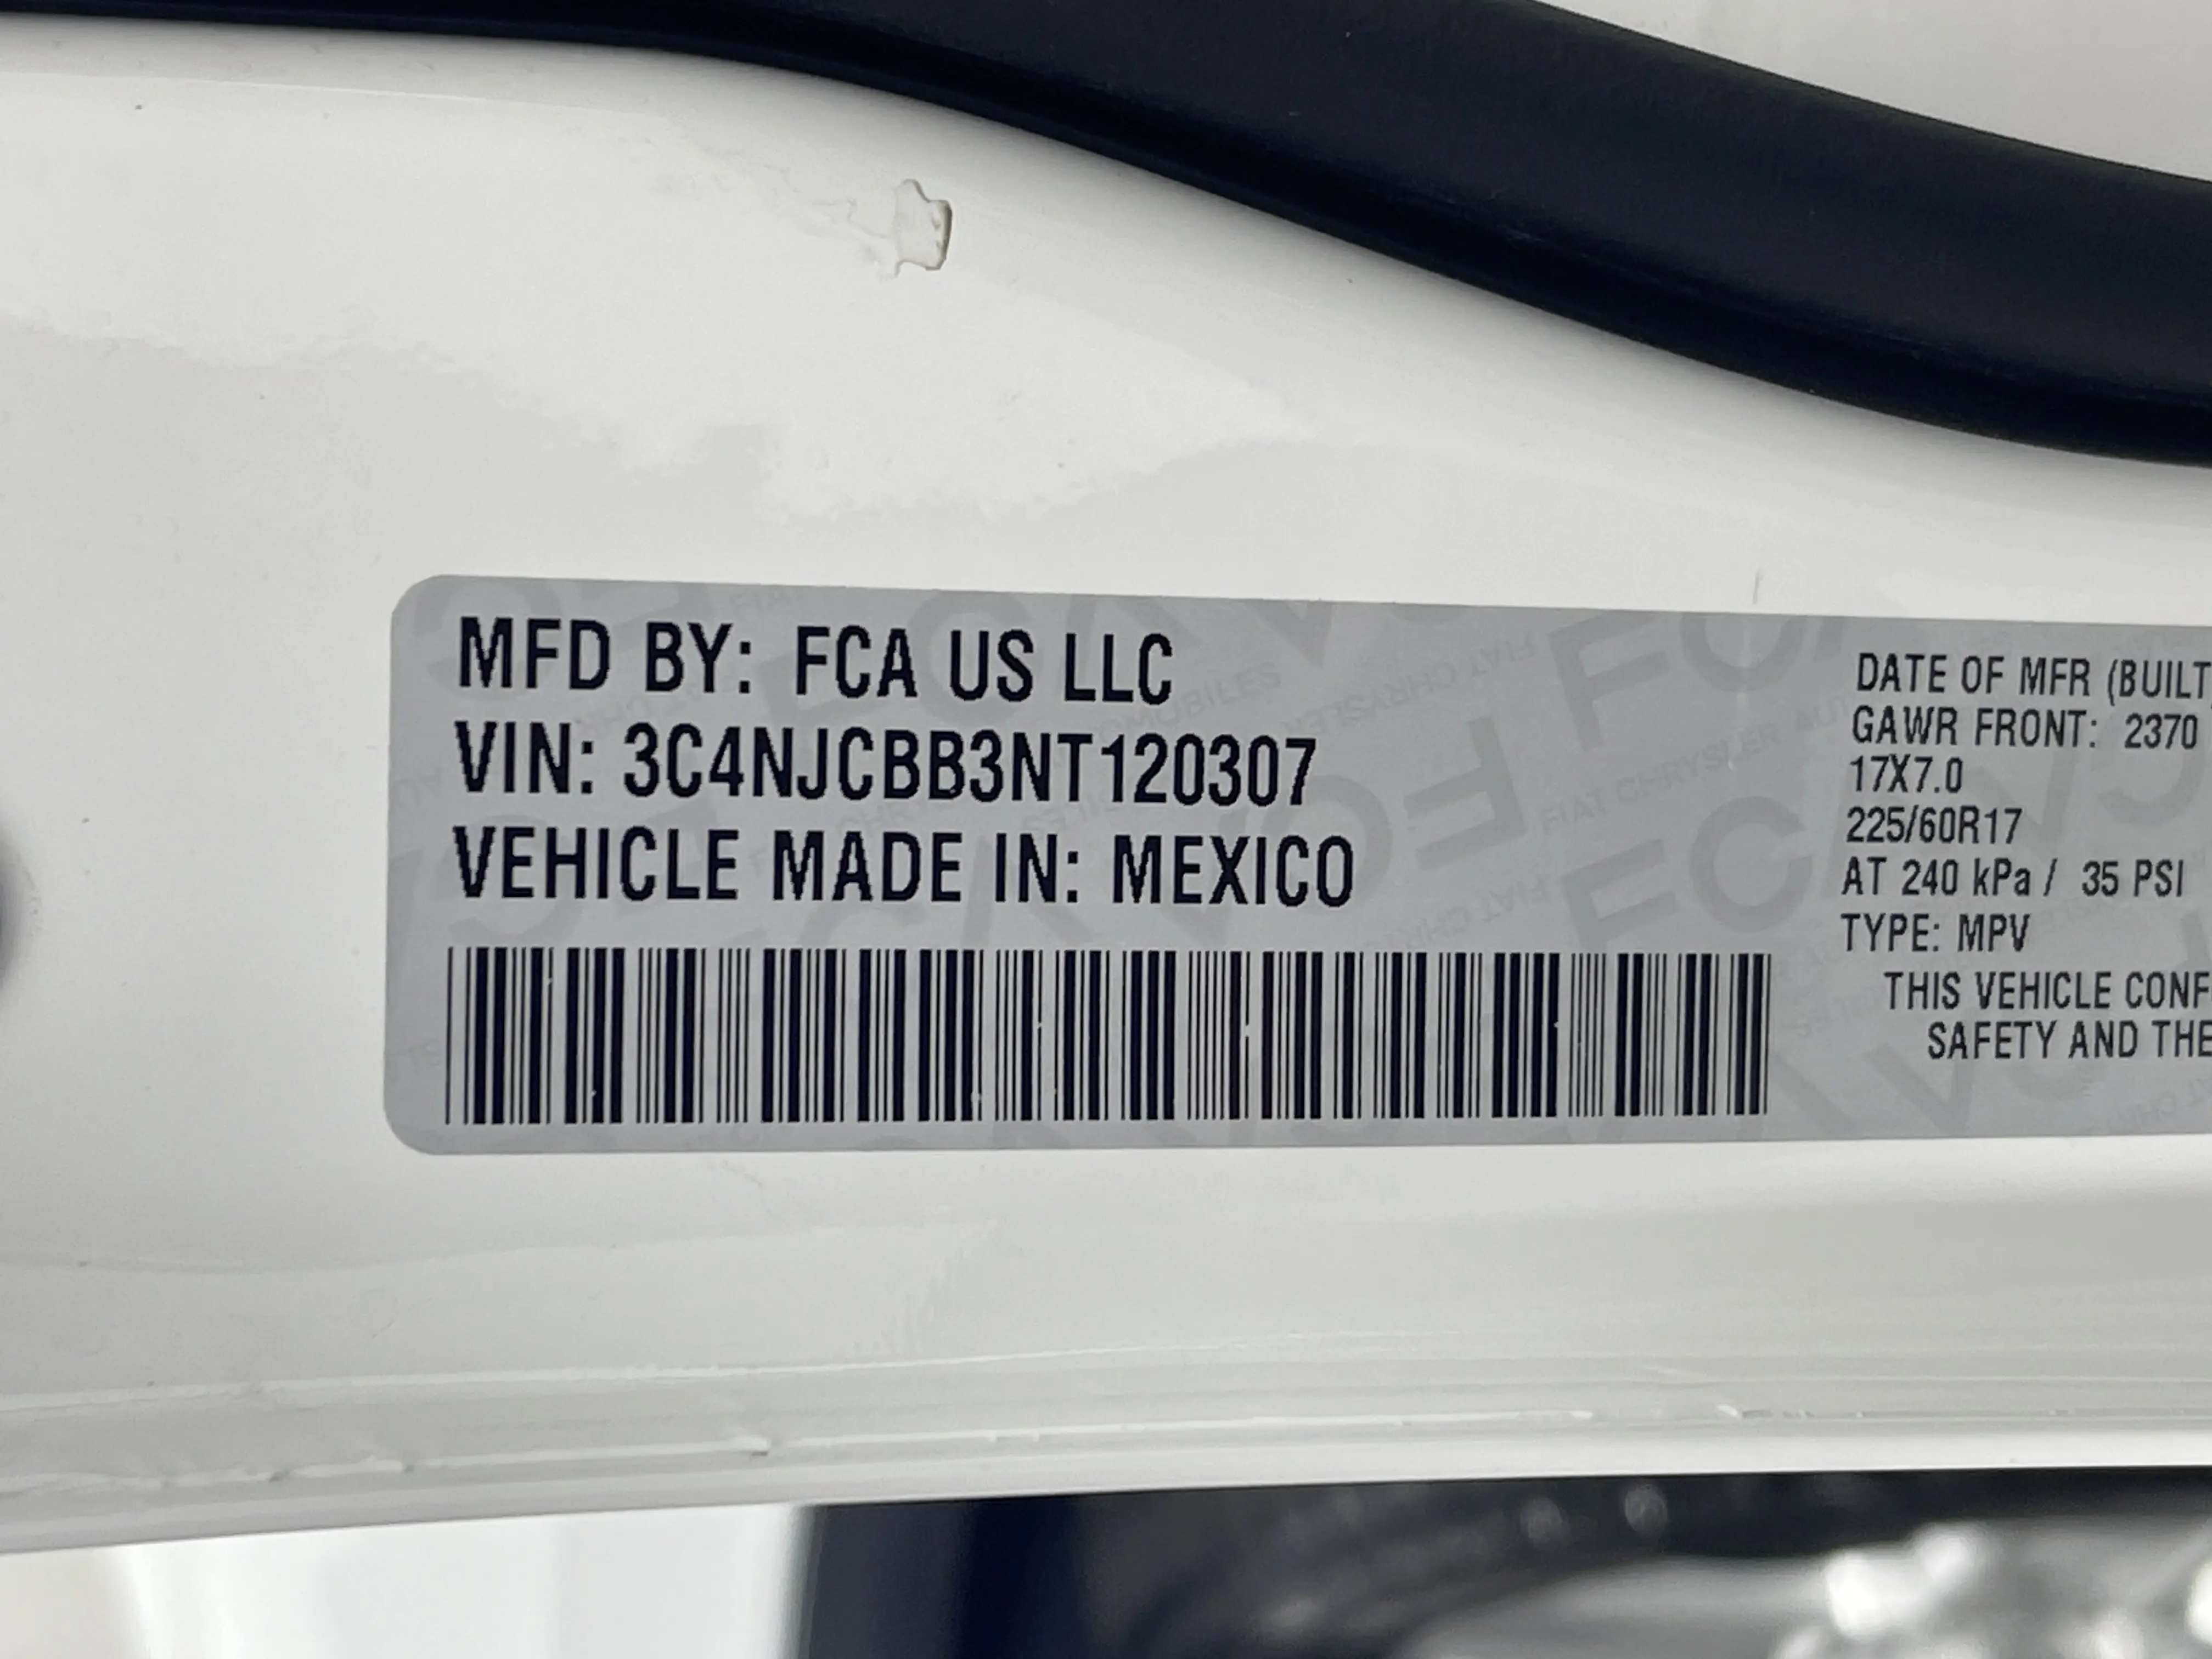 MFD BY: FCA US LLC
VIN: 3C4NJCBB3NT120307
VEHICLE MADE IN: MEXICO
DATE OF MFR (BUILT
GAWR FRONT: 2370
17X7.0
225/60R17
AT 240 kPa / 35 PSI
TYPE: MPV
THIS VEHICLE CONF
SAFETY AND THE